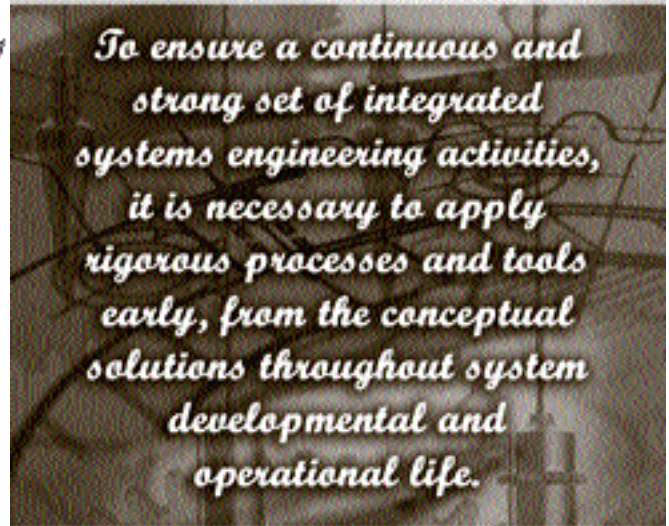 To ensure a continuous and
strong set of integrated
systems engineering activities,
it is necessary to apply
rigorous processes and tools
early, from the conceptual
solutions throughout system
developmental and
operational life.